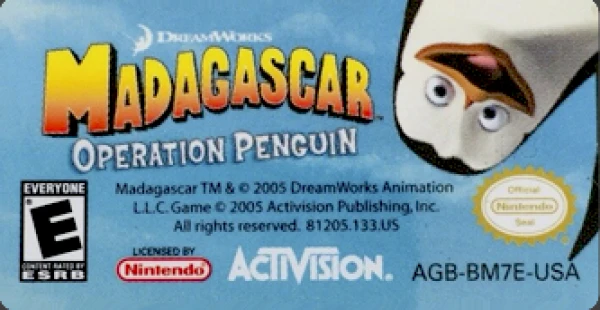 DREAMWORKS
MADAGASCAR™
OPERATION PENGUIN
Madagascar TM & © 2005 DreamWorks Animation
L.L.C. Game © 2005 Activision Publishing, Inc.
All rights reserved. 81205.133.US
EVERYONE
E
CONTENT RATED BY
ESRB
LICENSED BY
Nintendo®
ACTIVISION®
Official
Nintendo
Seal
AGB-BM7E-USA